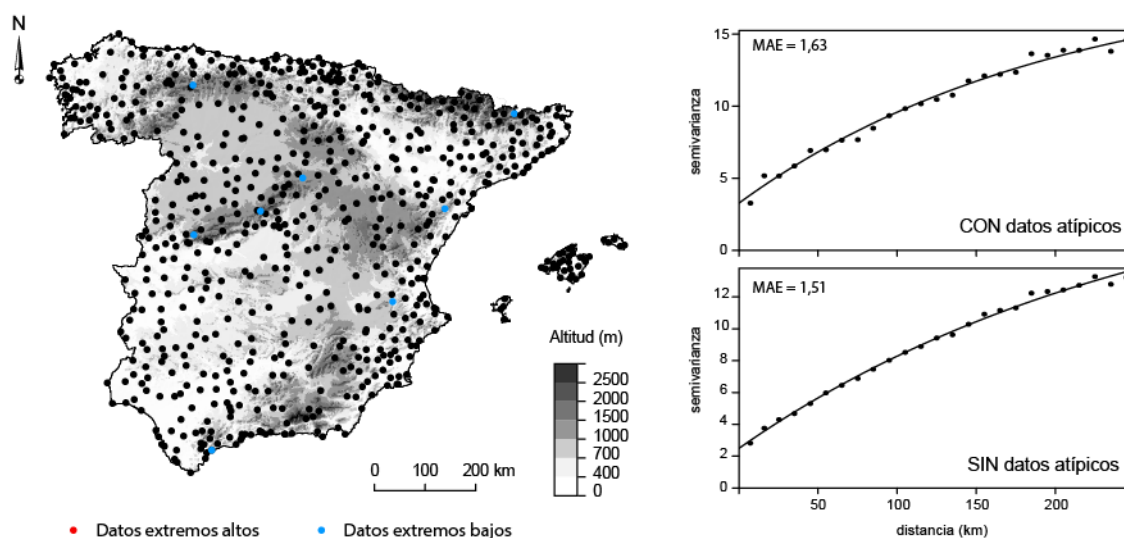 N
Altitud (m)
2500
2000
1500
1000
700
400
0
0 100 200 km
Datos extremos altos
Datos extremos bajos
15
10
5
0
semivarianza
MAE = 1,63
CON datos atípicos
12
10
8
6
4
2
0
semivarianza
MAE = 1,51
SIN datos atípicos
50 100 150 200
distancia (km)